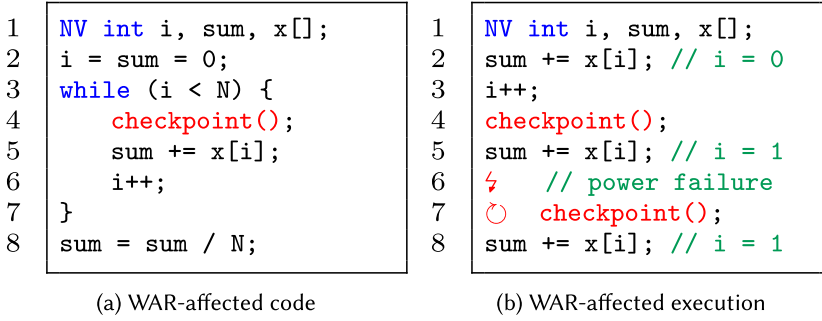 1 NV int i, sum, x[];
2 i = sum = 0;
3 while (i < N) {
4 checkpoint();
5 sum += x[i];
6 i++;
7 }
8 sum = sum / N;
(a) WAR-affected code
1 NV int i, sum, x[];
2 sum += x[i]; // i = 0
3 i++;
4 checkpoint();
5 sum += x[i]; // i = 1
6 // power failure
7 checkpoint();
8 sum += x[i]; // i = 1
(b) WAR-affected execution